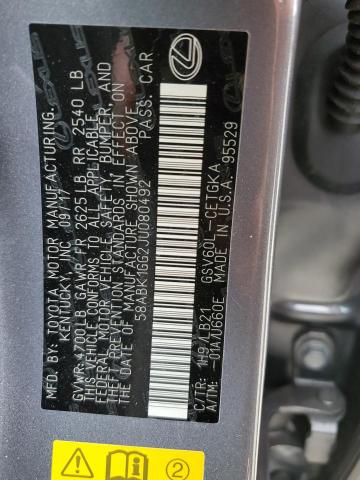 MFD. BY: TOYOTA MOTOR MANUFACTURING,
KENTUCKY, INC. 09/17
GVWR: 4700LB GAWR: FR 2625LB, RR 2540 LB
THIS VEHICLE CONFORMS TO ALL APPLICABLE
FEDERAL MOTOR VEHICLE SAFETY, BUMPER, AND
THEFT PREVENTION STANDARDS IN EFFECT ON
THE DATE OF MANUFACTURE SHOWN ABOVE.
58ABK1GG2JU080492 PASS. CAR
C/TR: 1H9/LB21 GSV60L-CETGKA
A/TM: -01A/U660E MADE IN U.S.A. 95529
LEXUS
2